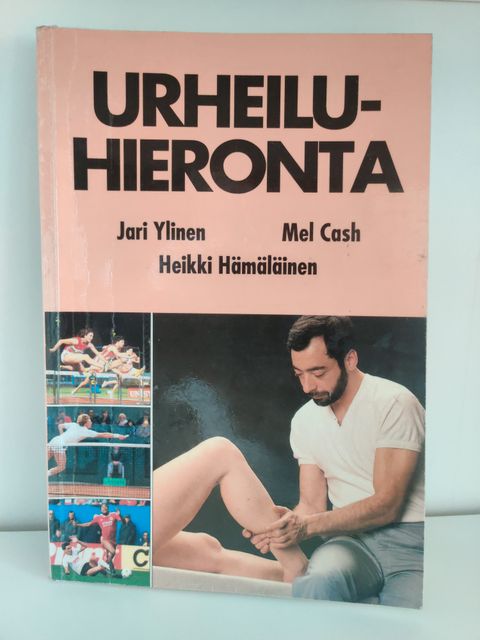 URHEILU-
HIERONTA
Jari Ylinen Mel Cash
Heikki Hämäläinen
C